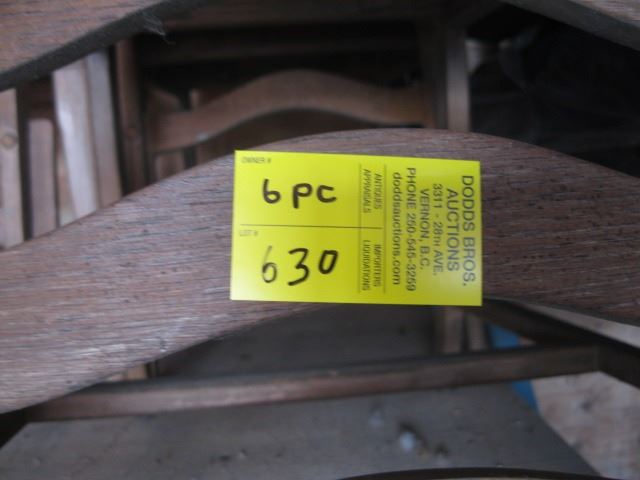 OWNER #
6 PC
LOT #
630
ANTIQUES
APPRAISALS
IMPORTERS
LIQUIDATIONS
DODDS BROS.
AUCTIONS
3311 - 28TH AVE.
VERNON, B.C.
PHONE 250-545-3259
doddsauctions.com